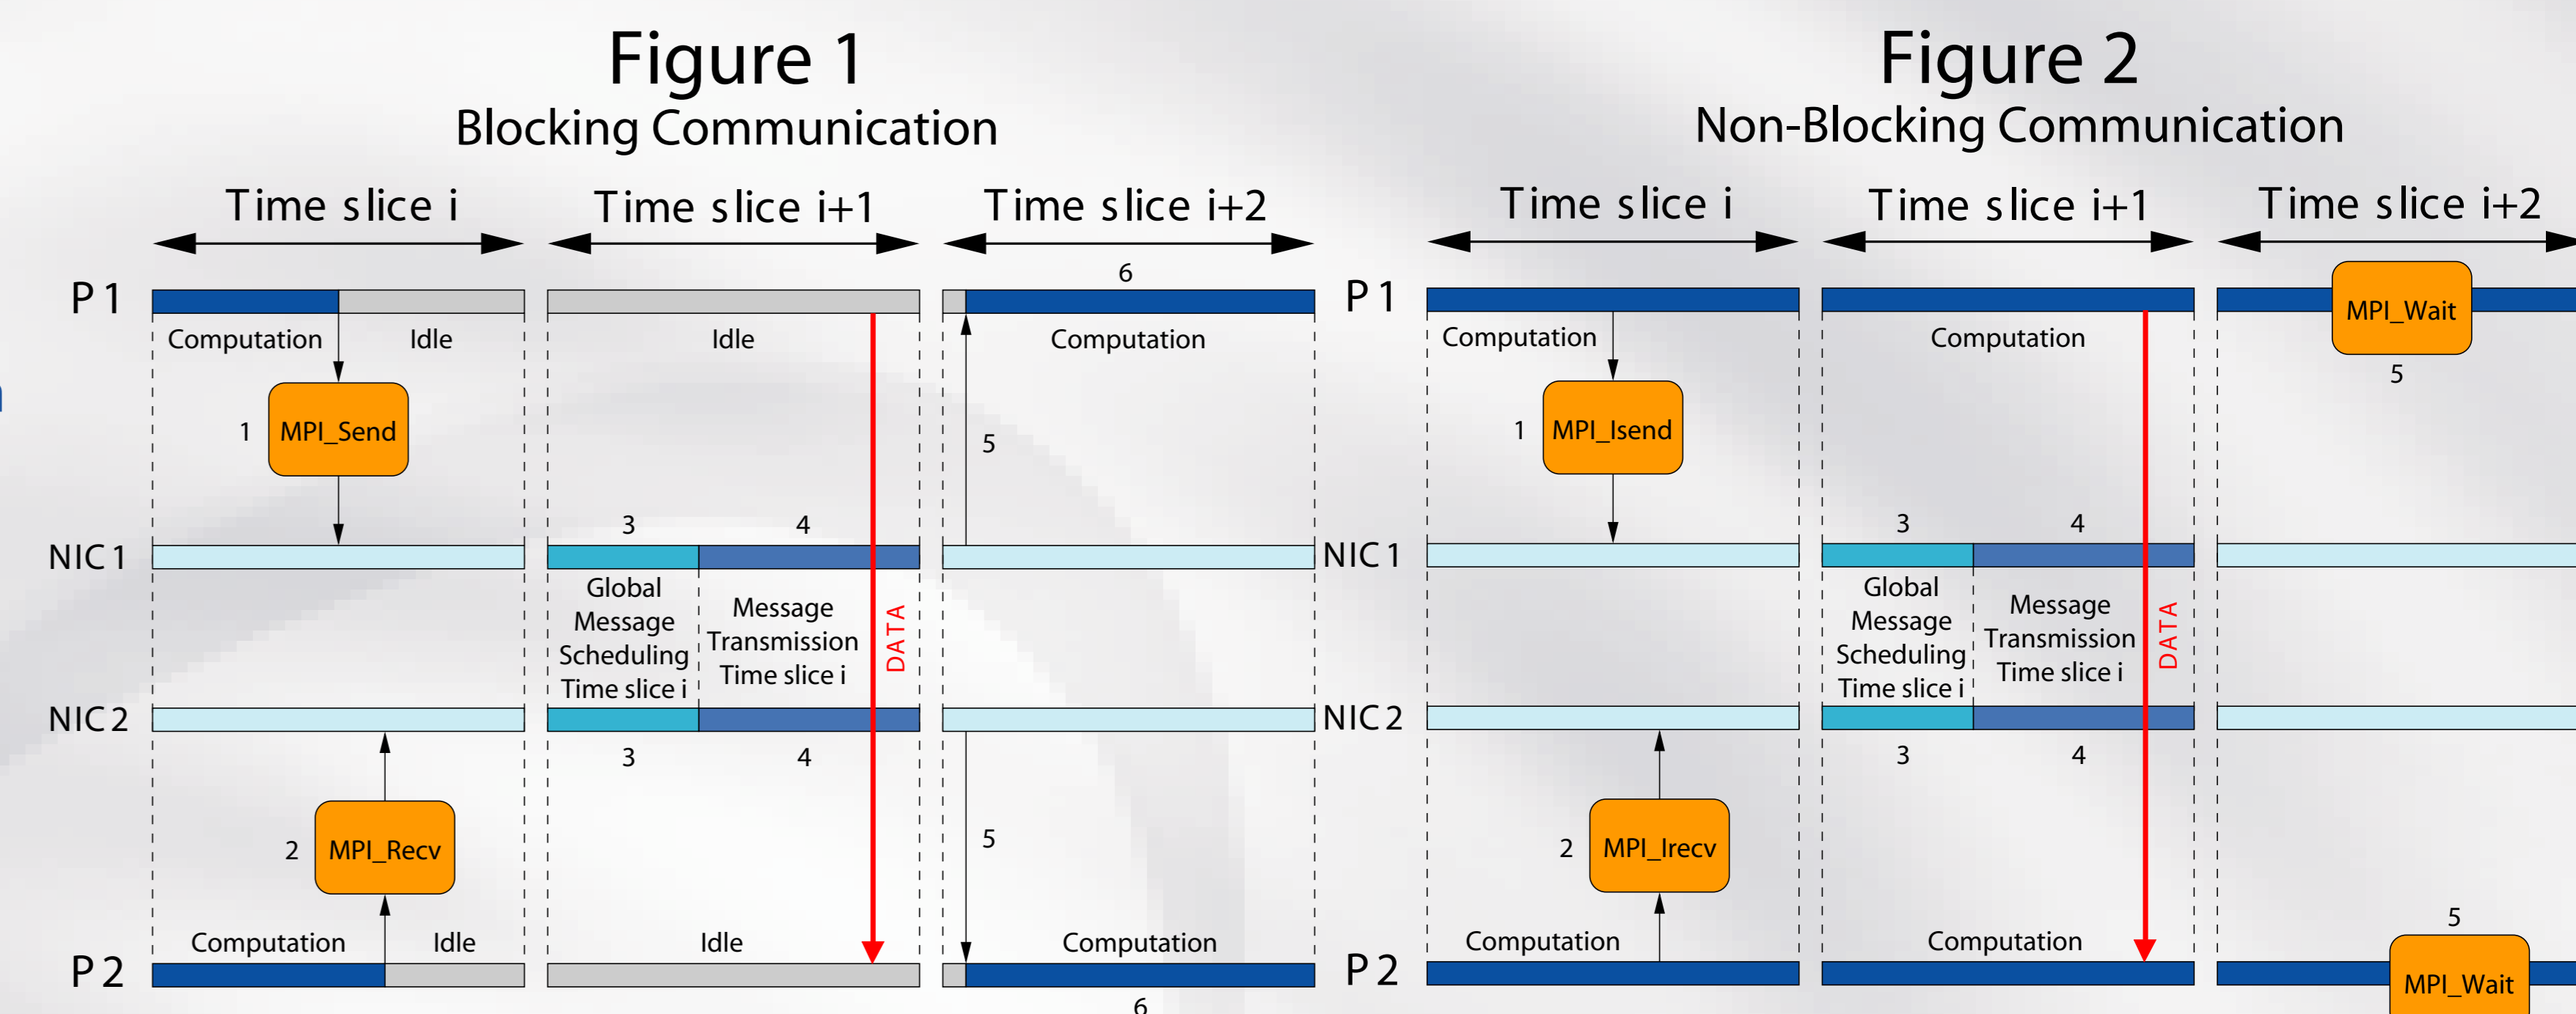 Figure 1
Blocking Communication
Time slice i
Time slice i+1
Time slice i+2
6
P1
Computation
Idle
Idle
Computation
1
MPI_Send
5
3
4
NIC1
Global
Message
Scheduling
Time slice i
Message
Transmission
Time slice i
DATA
NIC2
3
4
2
MPI_Recv
5
Computation
Idle
Idle
Computation
P2
6
Figure 2
Non-Blocking Communication
Time slice i
Time slice i+1
Time slice i+2
P1
MPI_Wait
5
Computation
Computation
1
MPI_Isend
3
4
NIC1
Global
Message
Scheduling
Time slice i
Message
Transmission
Time slice i
DATA
NIC2
3
4
2
MPI_Irecv
5
Computation
Computation
P2
MPI_Wait